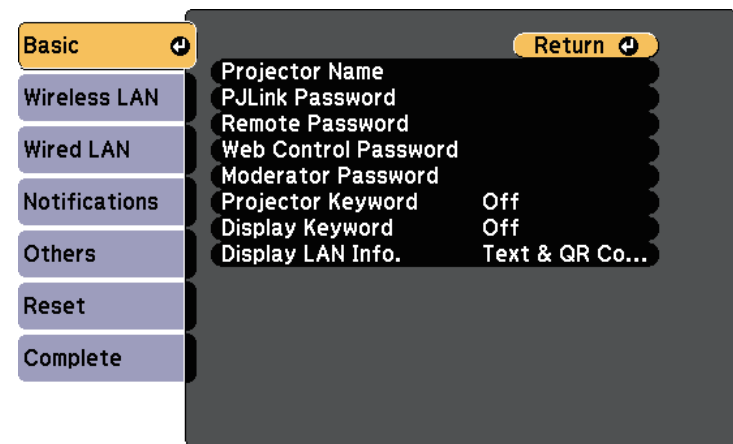 Basic
Wireless LAN
Wired LAN
Notifications
Others
Reset
Complete
Return
Projector Name
PJLink Password
Remote Password
Web Control Password
Moderator Password
Projector Keyword Off
Display Keyword Off
Display LAN Info. Text & QR Co...